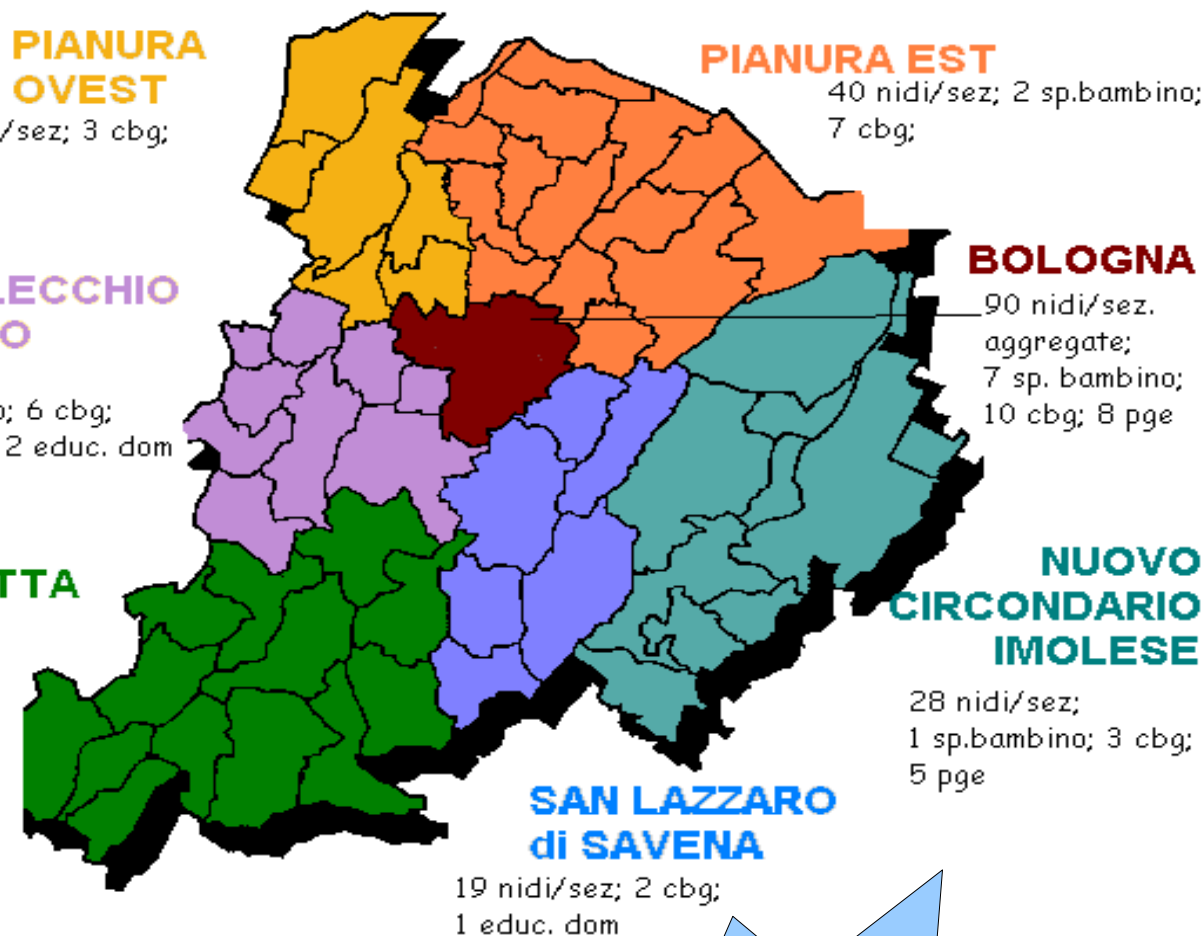 PIANURA
OVEST
/sez; 3 cbg;
PIANURA EST
40 nidi/sez; 2 sp.bambino;
7 cbg;
BOLOGNA
90 nidi/sez.
aggregate;
7 sp. bambino;
10 cbg; 8 pge
LECCHIO
O
; 6 cbg;
2 educ. dom
TTA
NUOVO
CIRCONDARIO
IMOLESE
28 nidi/sez;
1 sp.bambino; 3 cbg;
5 pge
SAN LAZZARO
di SAVENA
19 nidi/sez; 2 cbg;
1 educ. dom